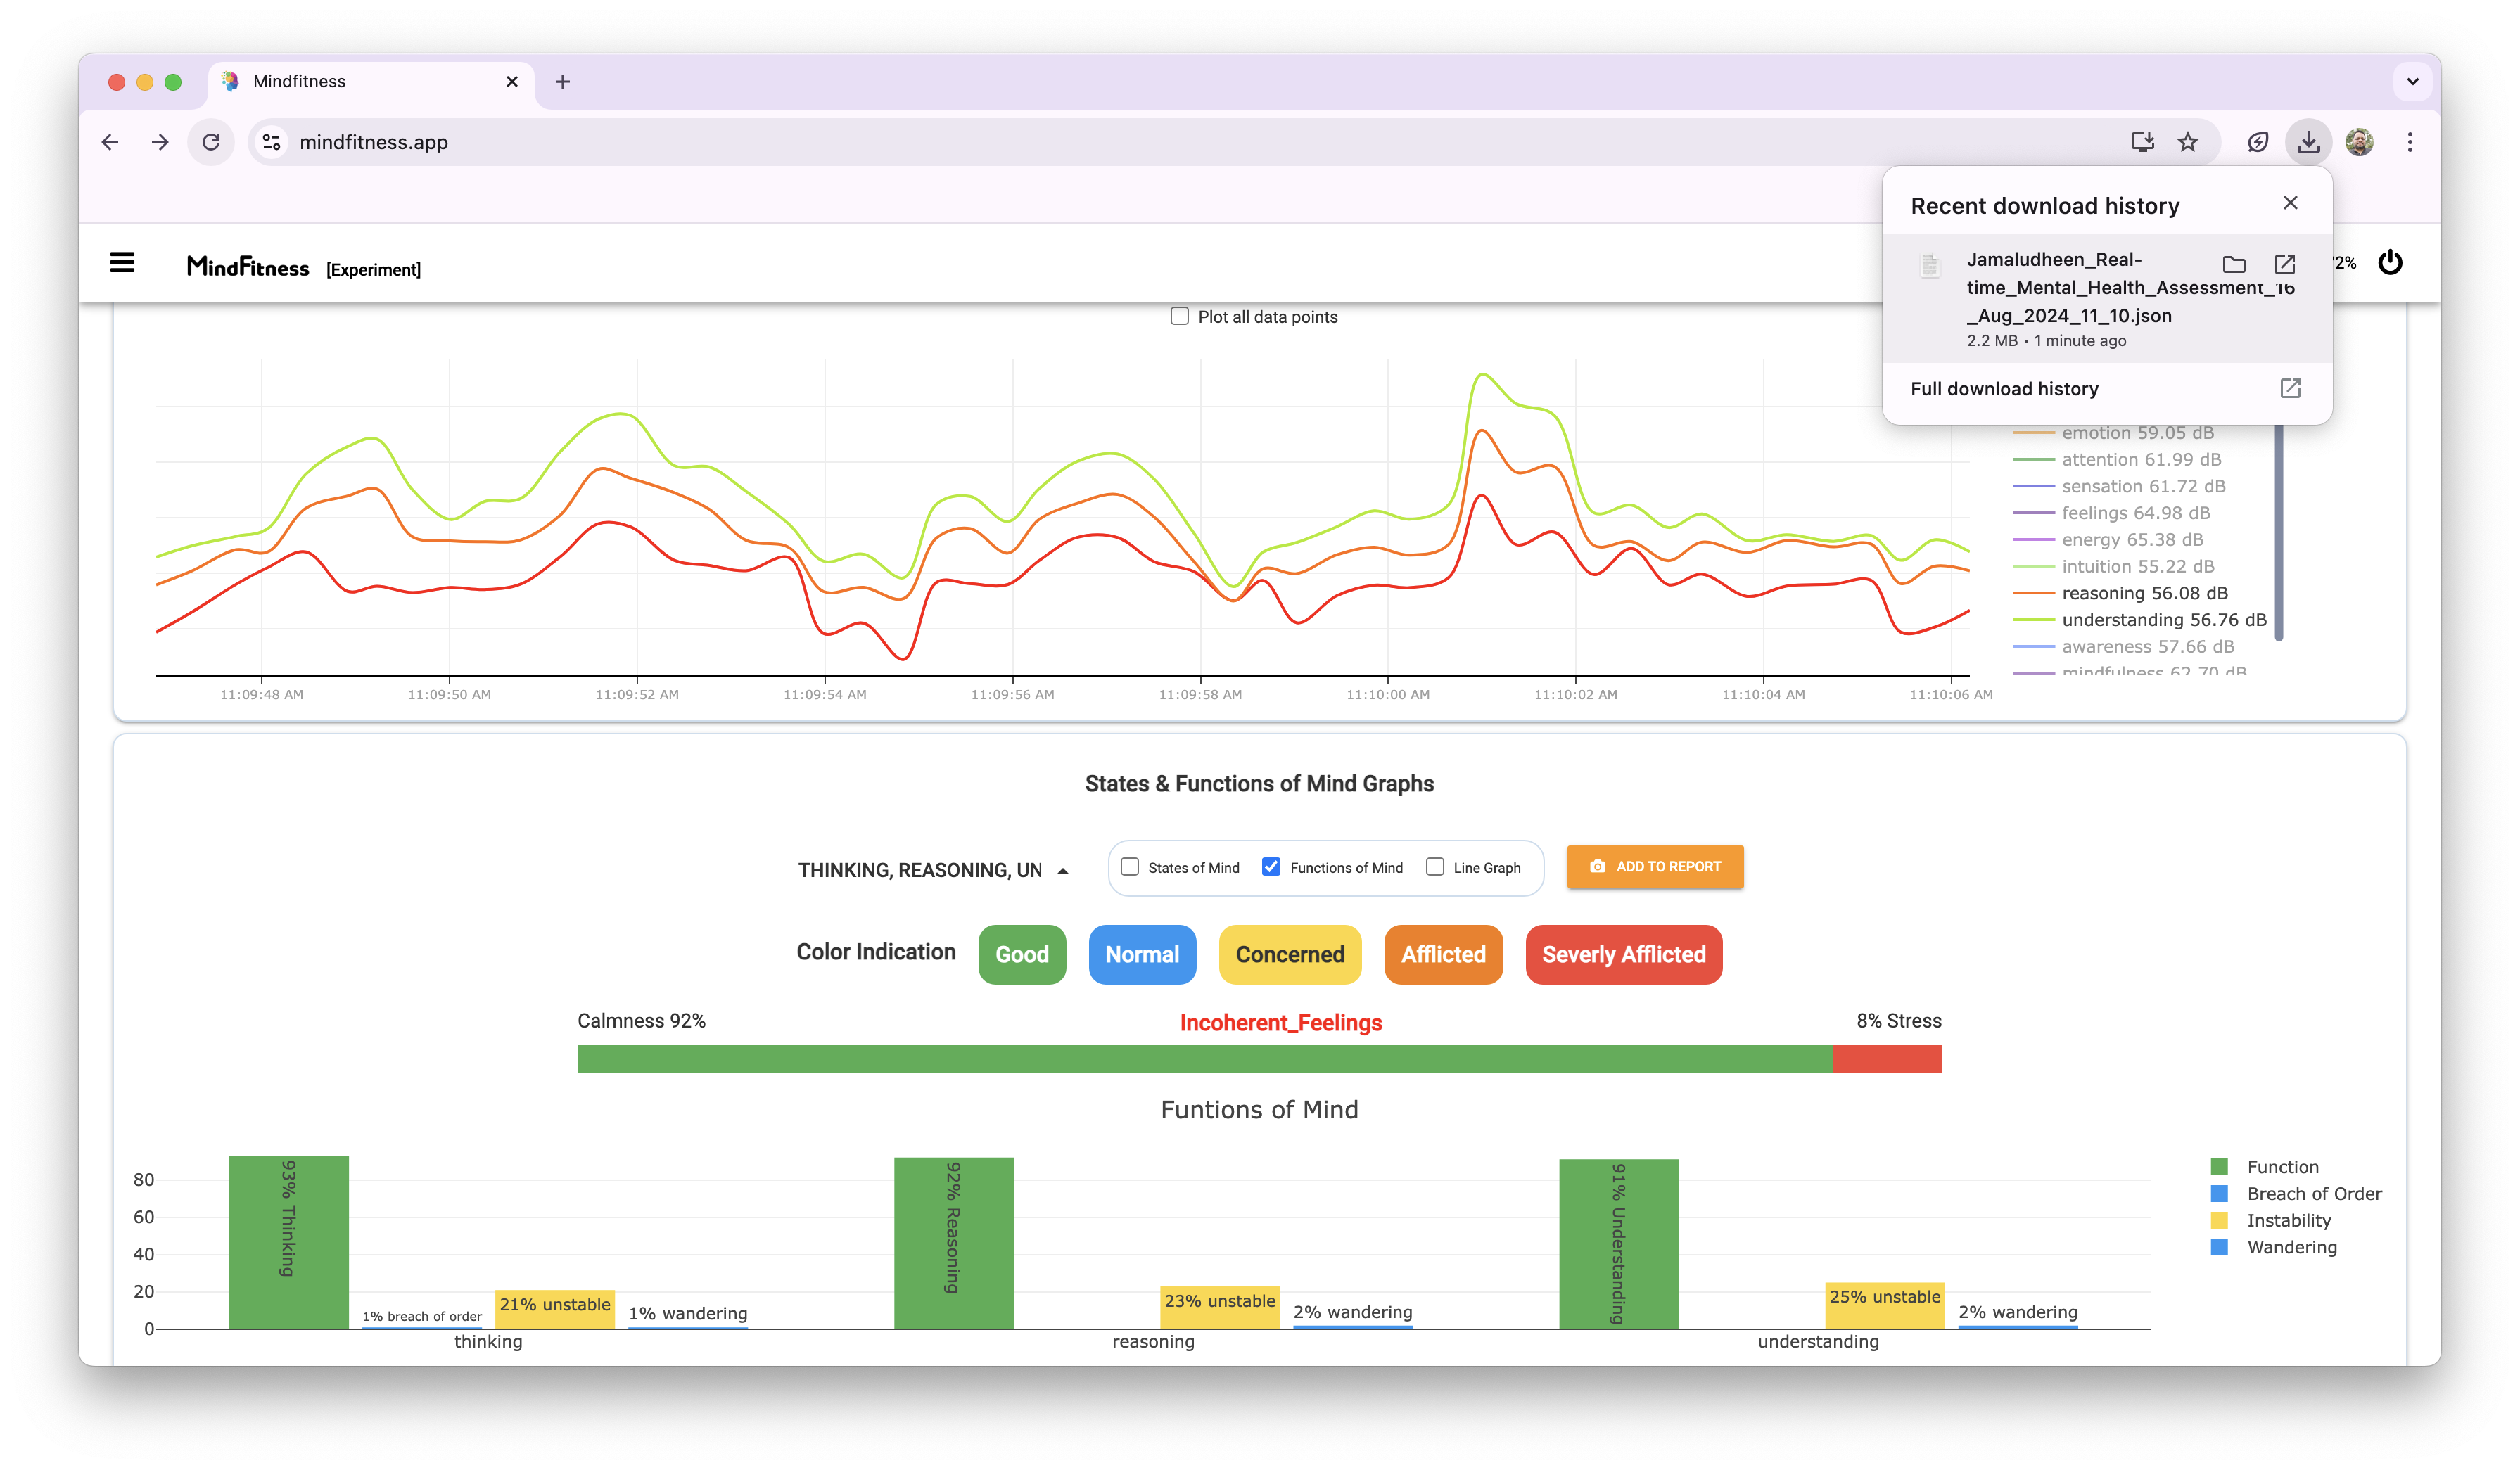 Mindfitness
mindfitness.app
Recent download history
Jamaludheen_Real-
time_Mental_Health_Assessment_16
_Aug_2024_11_10.json
2.2 MB • 1 minute ago
Full download history
MindFitness [Experiment]
Plot all data points
emotion 59.05 dB
attention 61.99 dB
sensation 61.72 dB
feelings 64.98 dB
energy 65.38 dB
intuition 55.22 dB
reasoning 56.08 dB
understanding 56.76 dB
awareness 57.66 dB
mindfulness 62.70 dB
11:09:48 AM 11:09:50 AM 11:09:52 AM 11:09:54 AM 11:09:56 AM 11:09:58 AM 11:10:00 AM 11:10:02 AM 11:10:04 AM 11:10:06 AM
States & Functions of Mind Graphs
THINKING, REASONING, UN
States of Mind Functions of Mind Line Graph
ADD TO REPORT
Color Indication Good Normal Concerned Afflicted Severly Afflicted
Calmness 92% Incoherent_Feelings 8% Stress
Funtions of Mind
80
60
40
20
0
93% Thinking
1% breach of order
21% unstable
1% wandering
92% Reasoning
23% unstable
2% wandering
91% Understanding
25% unstable
2% wandering
thinking reasoning understanding
Function
Breach of Order
Instability
Wandering